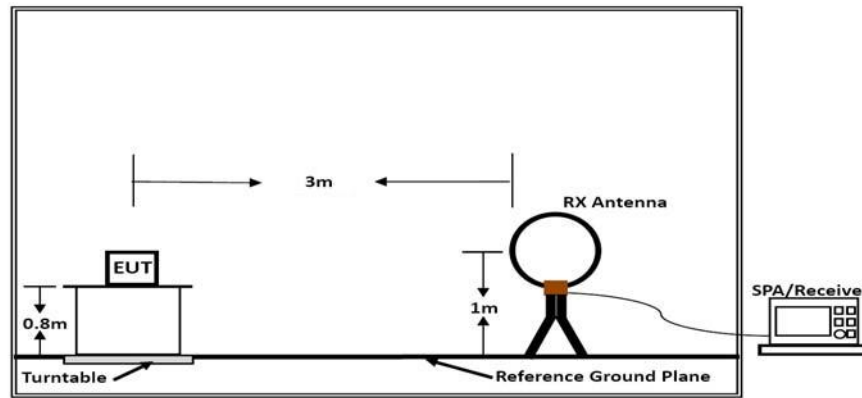 3m
RX Antenna
EUT
SPA/Receive
0.8m
1m
Turntable
Reference Ground Plane